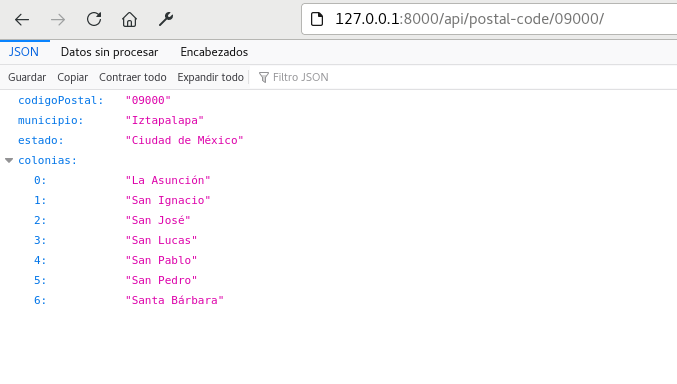 127.0.0.1:8000/api/postal-code/09000/
JSON Datos sin procesar Encabezados
Guardar Copiar Contraer todo Expandir todo Filtro JSON
codigoPostal: "09000"
municipio: "Iztapalapa"
estado: "Ciudad de México"
colonias:
0: "La Asunción"
1: "San Ignacio"
2: "San José"
3: "San Lucas"
4: "San Pablo"
5: "San Pedro"
6: "Santa Bárbara"